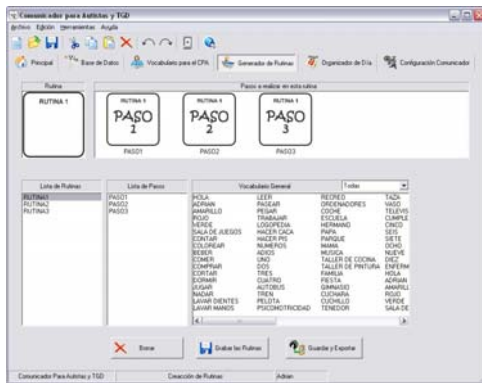 Comunicador para Autistas y TGD
Archivo Edición Herramientas Ayuda
Principal
Base de Datos
Vocabulario para el CPA
Generador de Rutinas
Organizador de Día
Configuración Comunicador
Rutina
Pasos a realizar en esta rutina
RUTINA 1
RUTINA 1
PASO
1
PASO1
RUTINA 1
PASO
2
PASO2
RUTINA 1
PASO
3
PASO3
Lista de Rutinas
RUTINA1
RUTINA2
RUTINA3
Lista de Pasos
PASO1
PASO2
PASO3
Vocabulario General
Todas
HOLA LEER RECREO TAZA
ADRIAN PASEAR ORDENADORES VASO
AMARILLO PEGAR COCHE TELEVIS
ROJO TRABAJAR ESCUELA CUMPLE
VERDE LOGOPEDIA HERMANO CINCO
SALA DE JUEGOS HACER CACA PAPA SEIS
CONTAR HACER PIS PARQUE SIETE
COLOREAR NUMEROS MAMA OCHO
BEBER ADIOS MUSICA NUEVE
COMER UNO TALLER DE COCINA DIEZ
COMPRAR DOS TALLER DE PINTURA ENFERM
CORTAR TRES FAMILIA HOLA
DORMIR CUATRO FIESTA ADRIAN
JUGAR AUTOBUS GIMNASIO AMARILL
NADAR TREN CUCHARA ROJO
LAVAR DIENTES PELOTA CUCHILLO VERDE
LAVAR MANOS PSICOMOTRICIDAD TENEDOR SALA DE
Borrar
Grabar las Rutinas
Guardar y Exportar
Comunicador Para Autistas y TGD
Creacción de Rutinas
Adrian